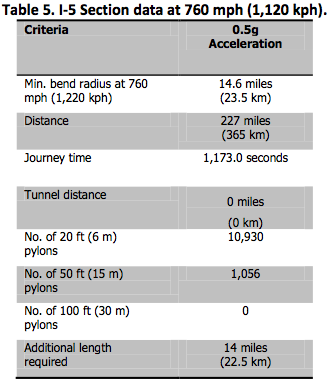 Table 5. I-5 Section data at 760 mph (1,120 kph).
Criteria 0.5g
Acceleration
Min. bend radius at 760 14.6 miles
mph (1,220 kph) (23.5 km)
Distance 227 miles
(365 km)
Journey time 1,173.0 seconds
Tunnel distance 0 miles
(0 km)
No. of 20 ft (6 m) 10,930
pylons
No. of 50 ft (15 m) 1,056
pylons
No. of 100 ft (30 m) 0
pylons
Additional length 14 miles
required (22.5 km)